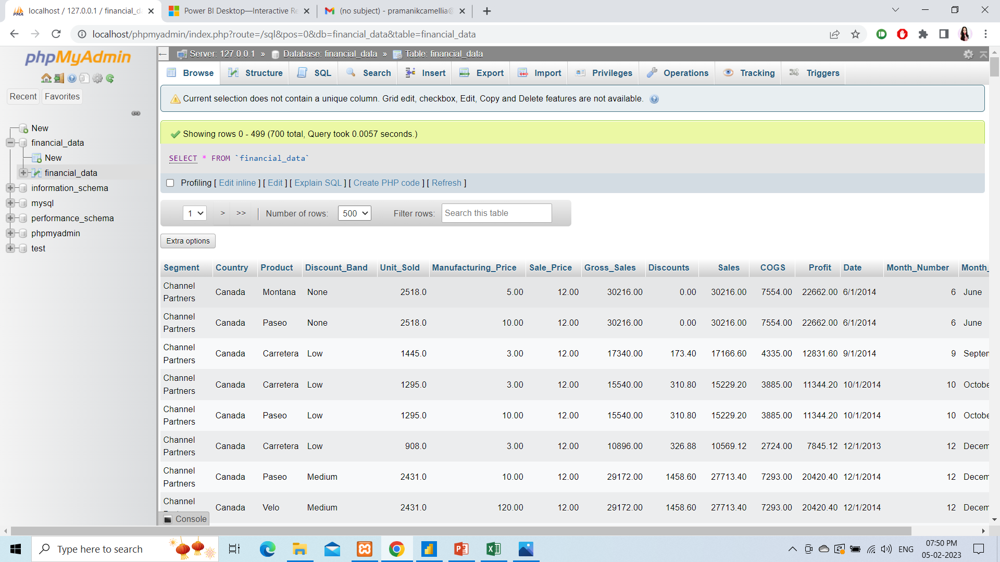 localhost / 127.0.0.1 / financial_d
Power BI Desktop—Interactive Re
(no subject) - pramanikcamellia@
localhost/phpmyadmin/index.php?route=/sql&pos=0&db=financial_data&table=financial_data
phpMyAdmin
Recent
Favorites
New
financial_data
New
financial_data
information_schema
mysql
performance_schema
phpmyadmin
test
Server: 127.0.0.1 » Database: financial_data » Table: financial_data
Browse Structure SQL Search Insert Export Import Privileges Operations Tracking Triggers
Current selection does not contain a unique column. Grid edit, checkbox, Edit, Copy and Delete features are not available.
Showing rows 0 - 499 (700 total, Query took 0.0057 seconds.)
SELECT * FROM `financial_data`
Profiling [ Edit inline ] [ Edit ] [ Explain SQL ] [ Create PHP code ] [ Refresh ]
1 > >> | Number of rows: 500 Filter rows: Search this table
Extra options
Segment Country Product Discount_Band Unit_Sold Manufacturing_Price Sale_Price Gross_Sales Discounts Sales COGS Profit Date Month_Number Month_
Channel Partners Canada Montana None 2518.0 5.00 12.00 30216.00 0.00 30216.00 7554.00 22662.00 6/1/2014 6 June
Channel Partners Canada Paseo None 2518.0 10.00 12.00 30216.00 0.00 30216.00 7554.00 22662.00 6/1/2014 6 June
Channel Partners Canada Carretera Low 1445.0 3.00 12.00 17340.00 173.40 17166.60 4335.00 12831.60 9/1/2014 9 Septem
Channel Partners Canada Carretera Low 1295.0 3.00 12.00 15540.00 310.80 15229.20 3885.00 11344.20 10/1/2014 10 Octobe
Channel Partners Canada Paseo Low 1295.0 10.00 12.00 15540.00 310.80 15229.20 3885.00 11344.20 10/1/2014 10 Octobe
Channel Partners Canada Carretera Low 908.0 3.00 12.00 10896.00 326.88 10569.12 2724.00 7845.12 12/1/2013 12 Decem
Channel Partners Canada Paseo Medium 2431.0 10.00 12.00 29172.00 1458.60 27713.40 7293.00 20420.40 12/1/2014 12 Decem
Channel Canada Velo Medium 2431.0 120.00 12.00 29172.00 1458.60 27713.40 7293.00 20420.40 12/1/2014 12 Decem
Console
Type here to search
ENG
07:50 PM
05-02-2023